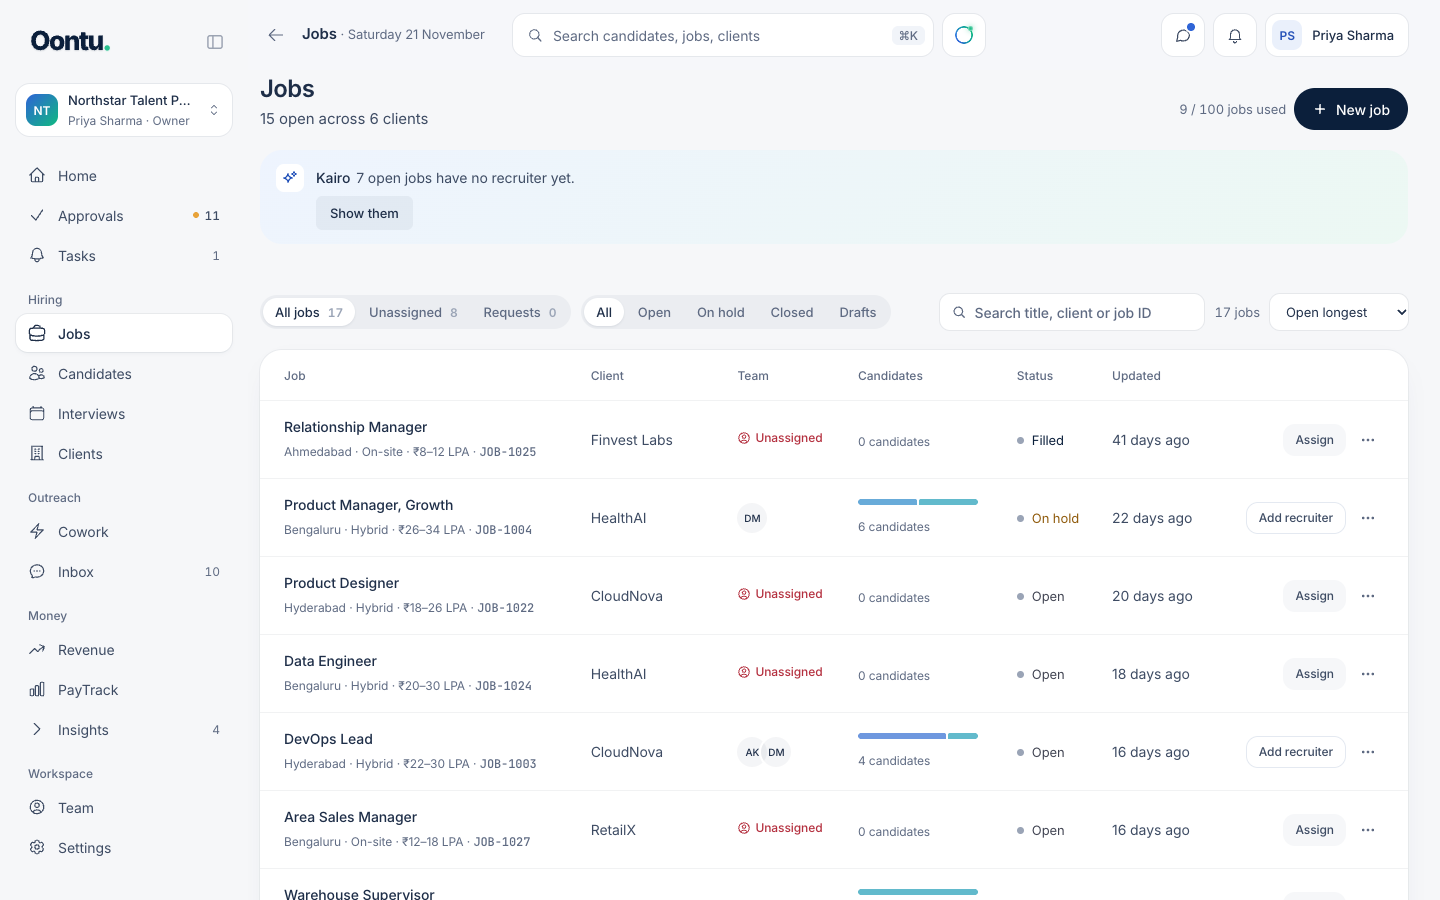 Oontu.
Northstar Talent P...
NT
Priya Sharma · Owner
Home
Approvals 11
Tasks 1
Hiring
Jobs
Candidates
Interviews
Clients
Outreach
Cowork
Inbox 10
Money
Revenue
PayTrack
Insights 4
Workspace
Team
Settings
Jobs · Saturday 21 November
Search candidates, jobs, clients ⌘K
PS Priya Sharma
Jobs
15 open across 6 clients
9 / 100 jobs used
+ New job
Kairo 7 open jobs have no recruiter yet.
Show them
All jobs 17 Unassigned 8 Requests 0
All Open On hold Closed Drafts
Search title, client or job ID
17 jobs
Open longest
Job Client Team Candidates Status Updated
Relationship Manager
Ahmedabad · On-site · ₹8–12 LPA · JOB-1025
Finvest Labs Unassigned 0 candidates Filled 41 days ago Assign ···
Product Manager, Growth
Bengaluru · Hybrid · ₹26–34 LPA · JOB-1004
HealthAI DM 6 candidates On hold 22 days ago Add recruiter ···
Product Designer
Hyderabad · Hybrid · ₹18–26 LPA · JOB-1022
CloudNova Unassigned 0 candidates Open 20 days ago Assign ···
Data Engineer
Bengaluru · Hybrid · ₹20–30 LPA · JOB-1024
HealthAI Unassigned 0 candidates Open 18 days ago Assign ···
DevOps Lead
Hyderabad · Hybrid · ₹22–30 LPA · JOB-1003
CloudNova AK DM 4 candidates Open 16 days ago Add recruiter ···
Area Sales Manager
Bengaluru · On-site · ₹12–18 LPA · JOB-1027
RetailX Unassigned 0 candidates Open 16 days ago Assign ···
Warehouse Supervisor